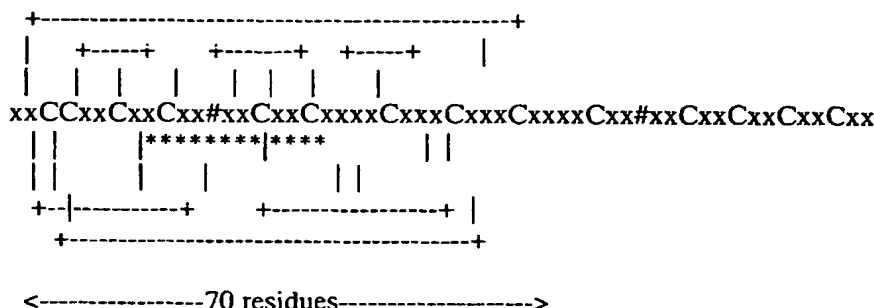 +------------------------------------------------+
| +-----+ +-------+ +-----+ |
| | | | | | | |
xxCCxxCxxCxx#xxCxxCxxxxCxxxCxxxCxxxxCxx#xxCxxCxxCxxCxx
| | |********|**** | |
| | | | | |
+--|-----------+ +-----------------+ |
+----------------------------------------+
<-----------------70 residues-------------------->